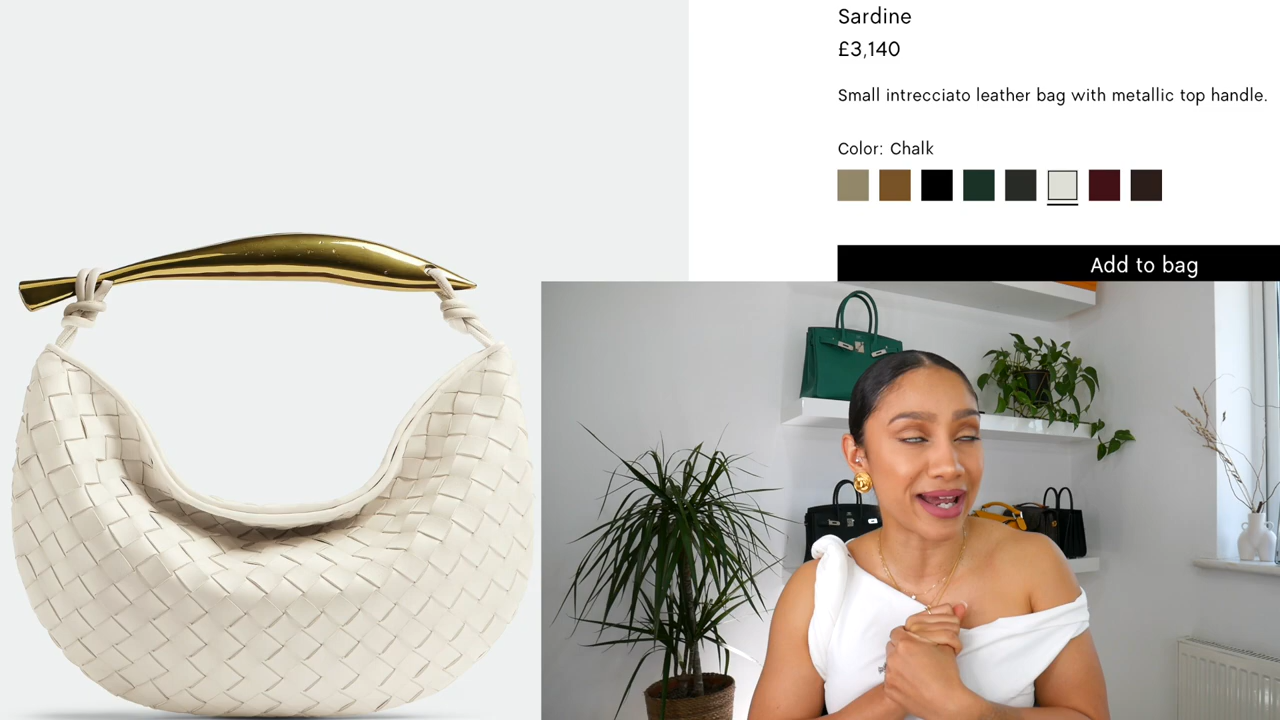 Sardine
£3,140
Small intrecciato leather bag with metallic top handle.
Color: Chalk
Add to bag